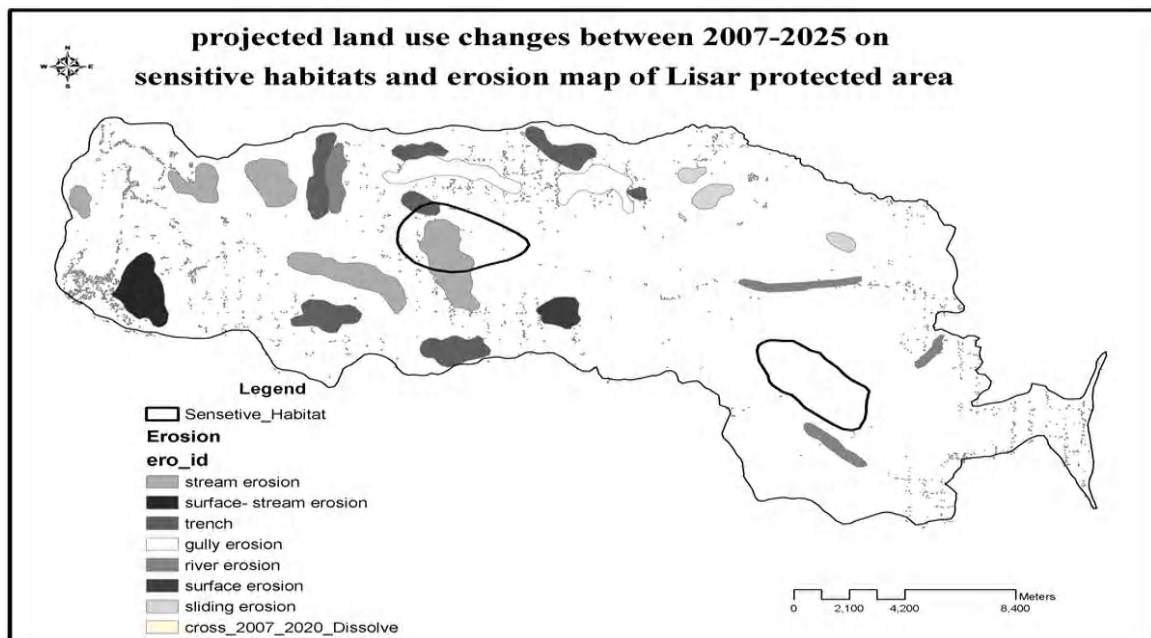 projected land use changes between 2007-2025 on
sensitive habitats and erosion map of Lisar protected area
N
W E
S
Legend
Sensetive_Habitat
Erosion
ero_id
stream erosion
surface- stream erosion
trench
gully erosion
river erosion
surface erosion
sliding erosion
cross_2007_2020_Dissolve
Meters
0 2,100 4,200 8,400